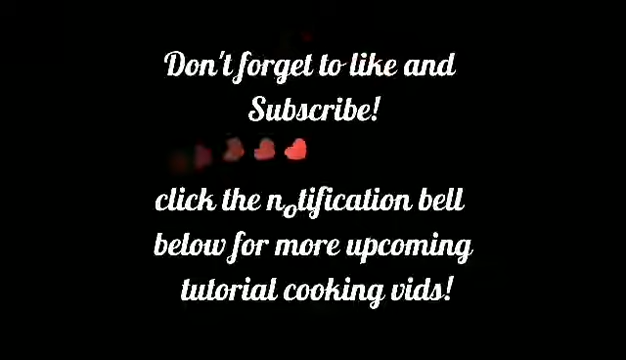 Don't forget to like and
Subscribe!
click the notification bell
below for more upcoming
tutorial cooking vids!